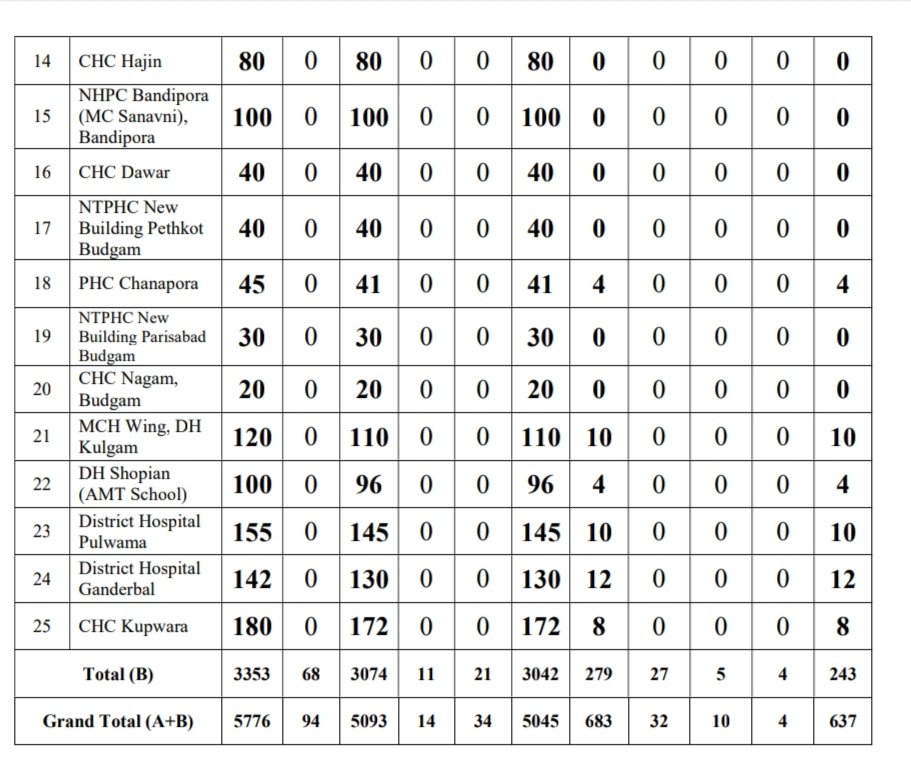 14 CHC Hajin 80 0 80 0 0 80 0 0 0 0 0
NHPC Bandipora
15 (MC Sanavni), 100 0 100 0 0 100 0 0 0 0 0
Bandipora
16 CHC Dawar 40 0 40 0 0 40 0 0 0 0 0
NTPHC New
17 Building Pethkot 40 0 40 0 0 40 0 0 0 0 0
Budgam
18 PHC Chanapora 45 0 41 0 0 41 4 0 0 0 4
NTPHC New
19 Building Parisabad 30 0 30 0 0 30 0 0 0 0 0
Budgam
20 CHC Nagam, 20 0 20 0 0 20 0 0 0 0 0
Budgam
21 MCH Wing, DH 120 0 110 0 0 110 10 0 0 0 10
Kulgam
22 DH Shopian 100 0 96 0 0 96 4 0 0 0 4
(AMT School)
23 District Hospital 155 0 145 0 0 145 10 0 0 0 10
Pulwama
24 District Hospital 142 0 130 0 0 130 12 0 0 0 12
Ganderbal
25 CHC Kupwara 180 0 172 0 0 172 8 0 0 0 8
Total (B) 3353 68 3074 11 21 3042 279 27 5 4 243
Grand Total (A+B) 5776 94 5093 14 34 5045 683 32 10 4 637